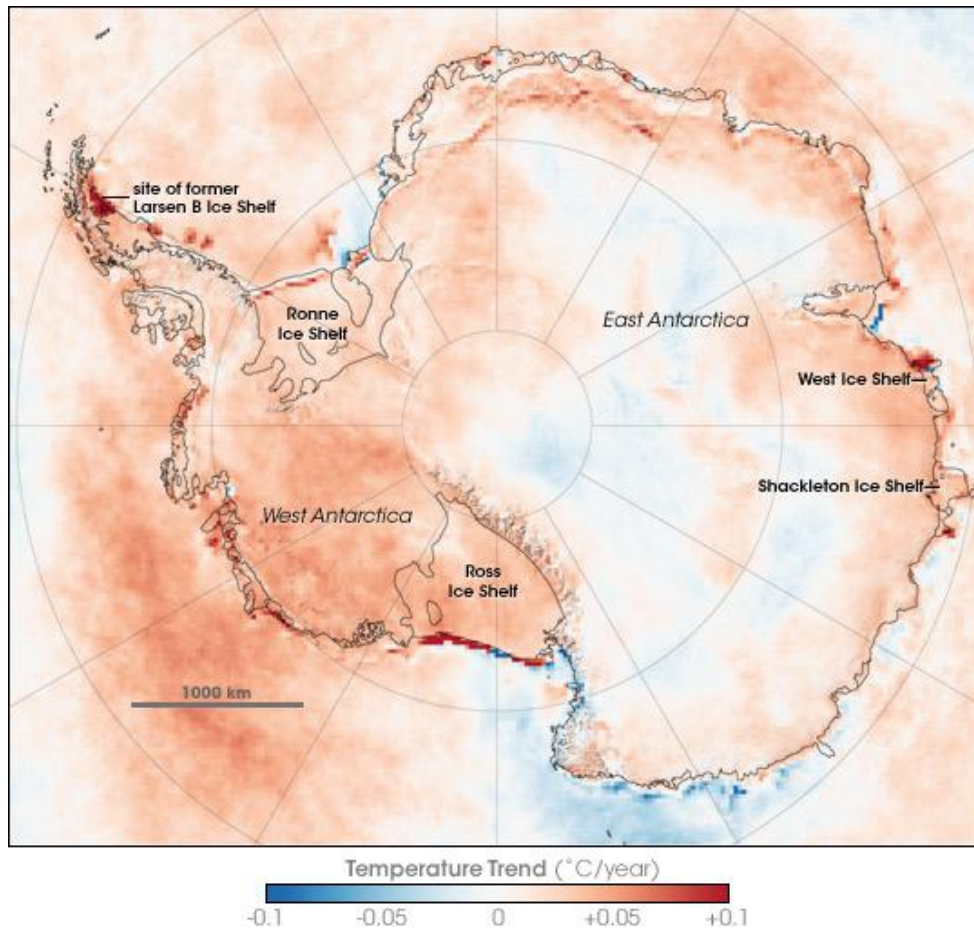 site of former
Larsen B Ice Shelf
Ronne
Ice Shelf
East Antarctica
West Ice Shelf
Shackleton Ice Shelf
West Antarctica
Ross
Ice Shelf
1000 km
Temperature Trend (°C/year)
-0.1 -0.05 0 +0.05 +0.1